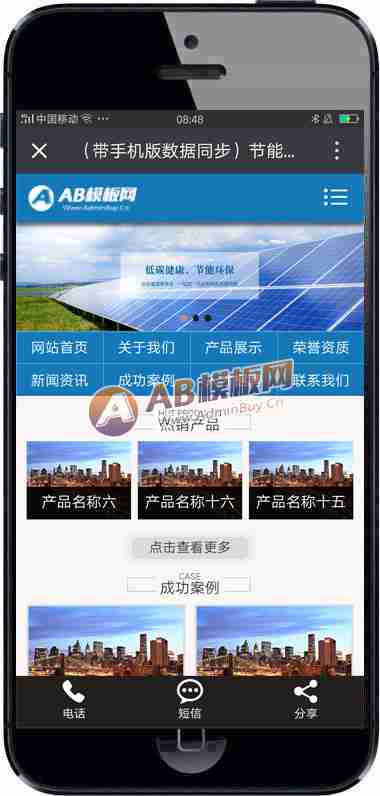 中国移动 08:48
（带手机版数据同步）节能...
AB模板网
Www.AdminBuy.Cn
低碳健康、节能环保
网站首页 关于我们 产品展示 荣誉资质
新闻资讯 成功案例 联系我们
AB模板网
www.AdminBuy.Cn
热销产品
产品名称六 产品名称十六 产品名称十五
点击查看更多
CASE
成功案例
电话 短信 分享